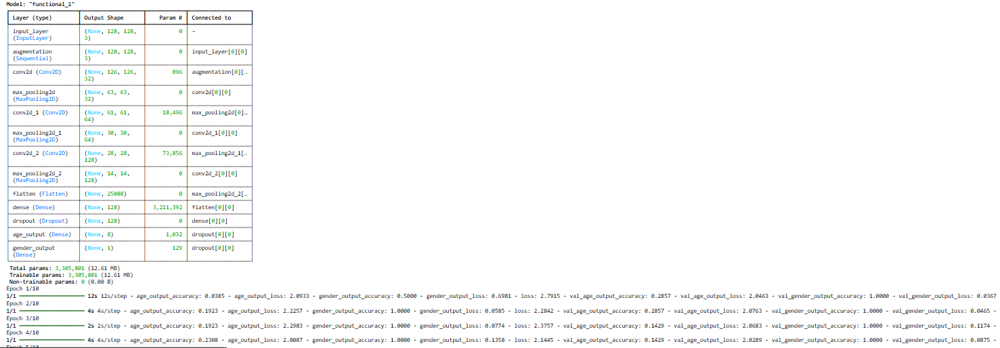 Model: "functional_1"
Layer (type) Output Shape Param # Connected to
input_layer (None, 128, 128, 0 -
(InputLayer) 3)
augmentation (None, 128, 128, 0 input_layer[0][0]
(Sequential) 3)
conv2d (Conv2D) (None, 126, 126, 896 augmentation[0][…
32)
max_pooling2d (None, 63, 63, 0 conv2d[0][0]
(MaxPooling2D) 32)
conv2d_1 (Conv2D) (None, 61, 61, 18,496 max_pooling2d[0]…
64)
max_pooling2d_1 (None, 30, 30, 0 conv2d_1[0][0]
(MaxPooling2D) 64)
conv2d_2 (Conv2D) (None, 28, 28, 73,856 max_pooling2d_1[…
128)
max_pooling2d_2 (None, 14, 14, 0 conv2d_2[0][0]
(MaxPooling2D) 128)
flatten (Flatten) (None, 25088) 0 max_pooling2d_2[…
dense (Dense) (None, 128) 3,211,392 flatten[0][0]
dropout (Dropout) (None, 128) 0 dense[0][0]
age_output (Dense) (None, 8) 1,032 dropout[0][0]
gender_output (None, 1) 129 dropout[0][0]
(Dense)
Total params: 3,305,801 (12.61 MB)
Trainable params: 3,305,801 (12.61 MB)
Non-trainable params: 0 (0.00 B)
Epoch 1/10
1/1 12s 12s/step - age_output_accuracy: 0.0385 - age_output_loss: 2.0933 - gender_output_accuracy: 0.5000 - gender_output_loss: 0.6981 - loss: 2.7915 - val_age_output_accuracy: 0.2857 - val_age_output_loss: 2.0463 - val_gender_output_accuracy: 1.0000 - val_gender_output_loss: 0.0367
Epoch 2/10
1/1 4s 4s/step - age_output_accuracy: 0.1923 - age_output_loss: 2.2257 - gender_output_accuracy: 1.0000 - gender_output_loss: 0.0585 - loss: 2.2842 - val_age_output_accuracy: 0.2857 - val_age_output_loss: 2.0763 - val_gender_output_accuracy: 1.0000 - val_gender_output_loss: 0.0465 -
Epoch 3/10
1/1 2s 2s/step - age_output_accuracy: 0.1923 - age_output_loss: 2.2983 - gender_output_accuracy: 1.0000 - gender_output_loss: 0.0774 - loss: 2.3757 - val_age_output_accuracy: 0.1429 - val_age_output_loss: 2.0683 - val_gender_output_accuracy: 1.0000 - val_gender_output_loss: 0.1174 -
Epoch 4/10
1/1 4s 4s/step - age_output_accuracy: 0.2308 - age_output_loss: 2.0087 - gender_output_accuracy: 1.0000 - gender_output_loss: 0.1358 - loss: 2.1445 - val_age_output_accuracy: 0.1429 - val_age_output_loss: 2.0289 - val_gender_output_accuracy: 1.0000 - val_gender_output_loss: 0.0875 -